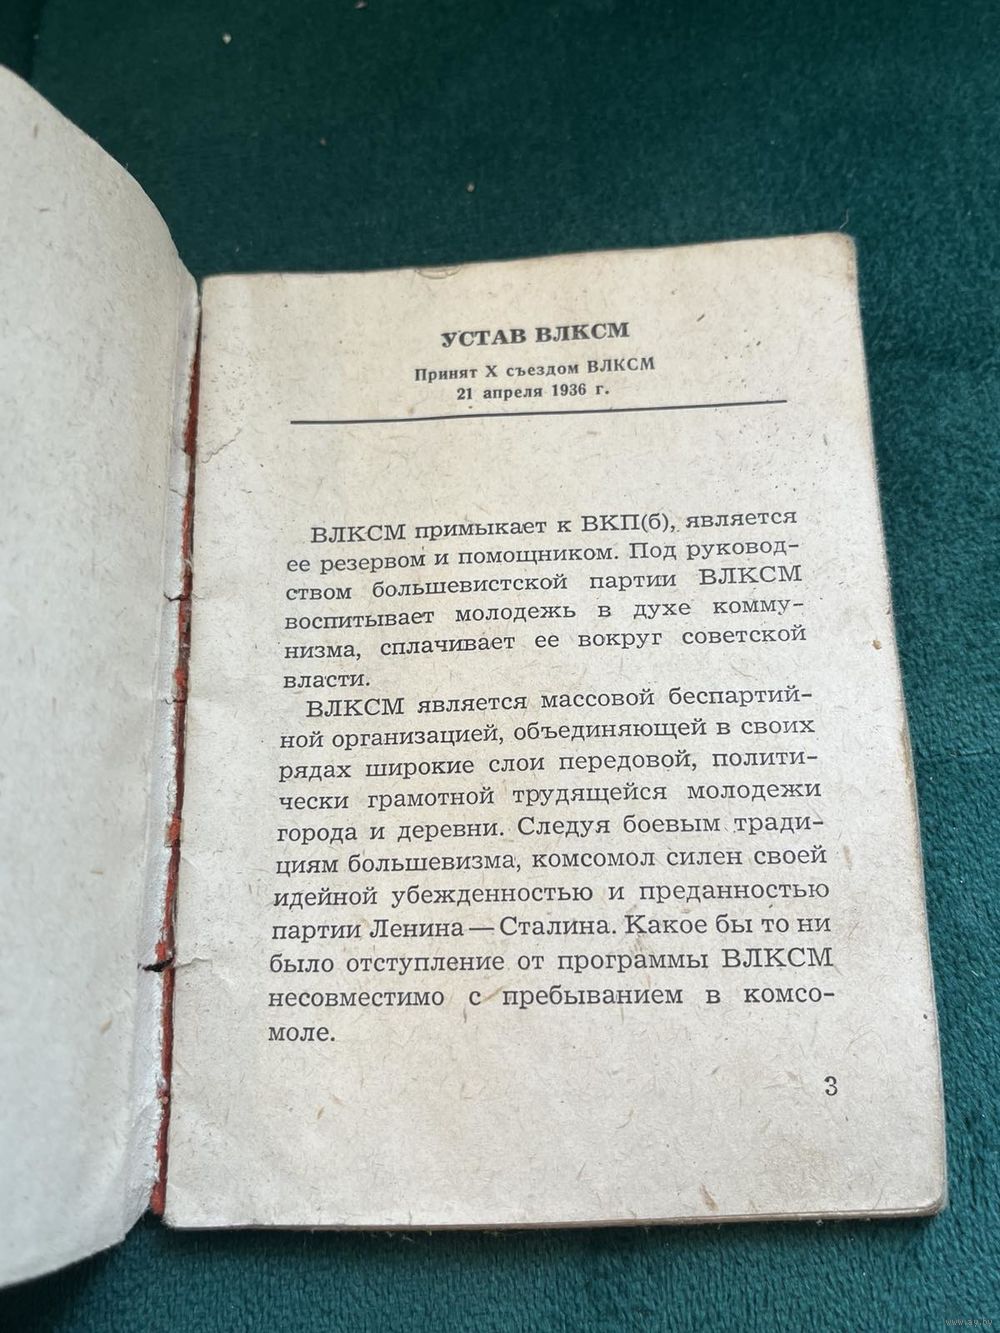 УСТАВ ВЛКСМ
Принят X съездом ВЛКСМ
21 апреля 1936 г.
ВЛКСМ примыкает к ВКП(б), является
ее резервом и помощником. Под руковод-
ством большевистской партии ВЛКСМ
воспитывает молодежь в духе комму-
низма, сплачивает ее вокруг советской
власти.
ВЛКСМ является массовой беспартий-
ной организацией, объединяющей в своих
рядах широкие слои передовой, полити-
чески грамотной трудящейся молодежи
города и деревни. Следуя боевым тради-
циям большевизма, комсомол силен своей
идейной убежденностью и преданностью
партии Ленина — Сталина. Какое бы то ни
было отступление от программы ВЛКСМ
несовместимо с пребыванием в комсо-
моле.
3
www.ay.by